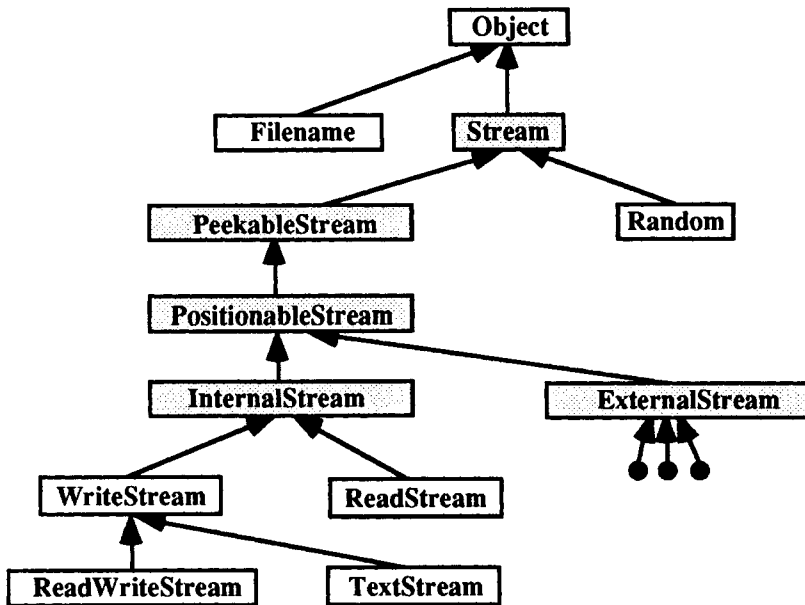 Object
Filename
Stream
PeekableStream
Random
PositionableStream
InternalStream
ExternalStream
WriteStream
ReadStream
ReadWriteStream
TextStream